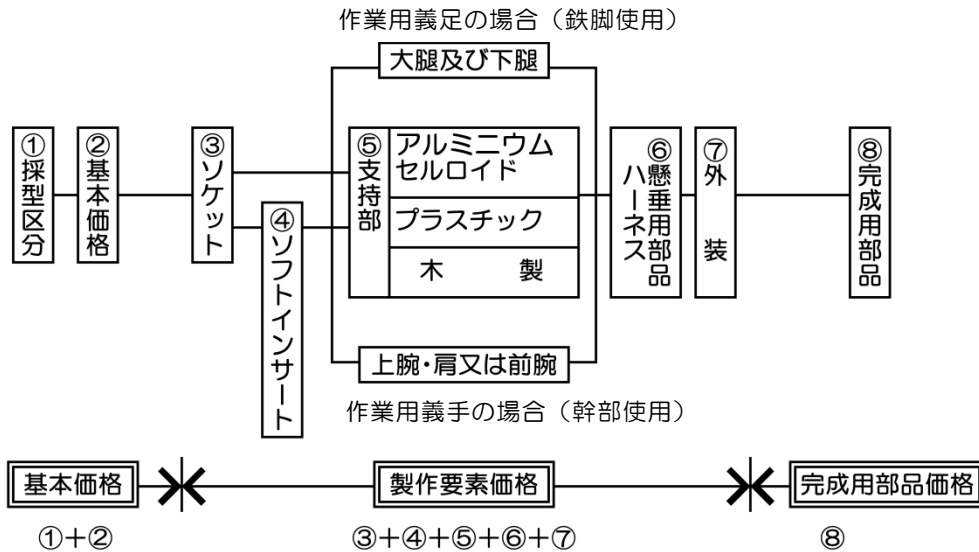 作業用義足の場合（鉄脚使用）
大腿及び下腿
①採型区分
②基本価格
③ソケット
④ソフトインサート
⑤支持部
アルミニウム
セルロイド
プラスチック
木　製
⑥懸垂用部品
ハーネス
⑦外　装
⑧完成用部品
上腕・肩又は前腕
作業用義手の場合（幹部使用）
基本価格
製作要素価格
完成用部品価格
①＋②
③＋④＋⑤＋⑥＋⑦
⑧